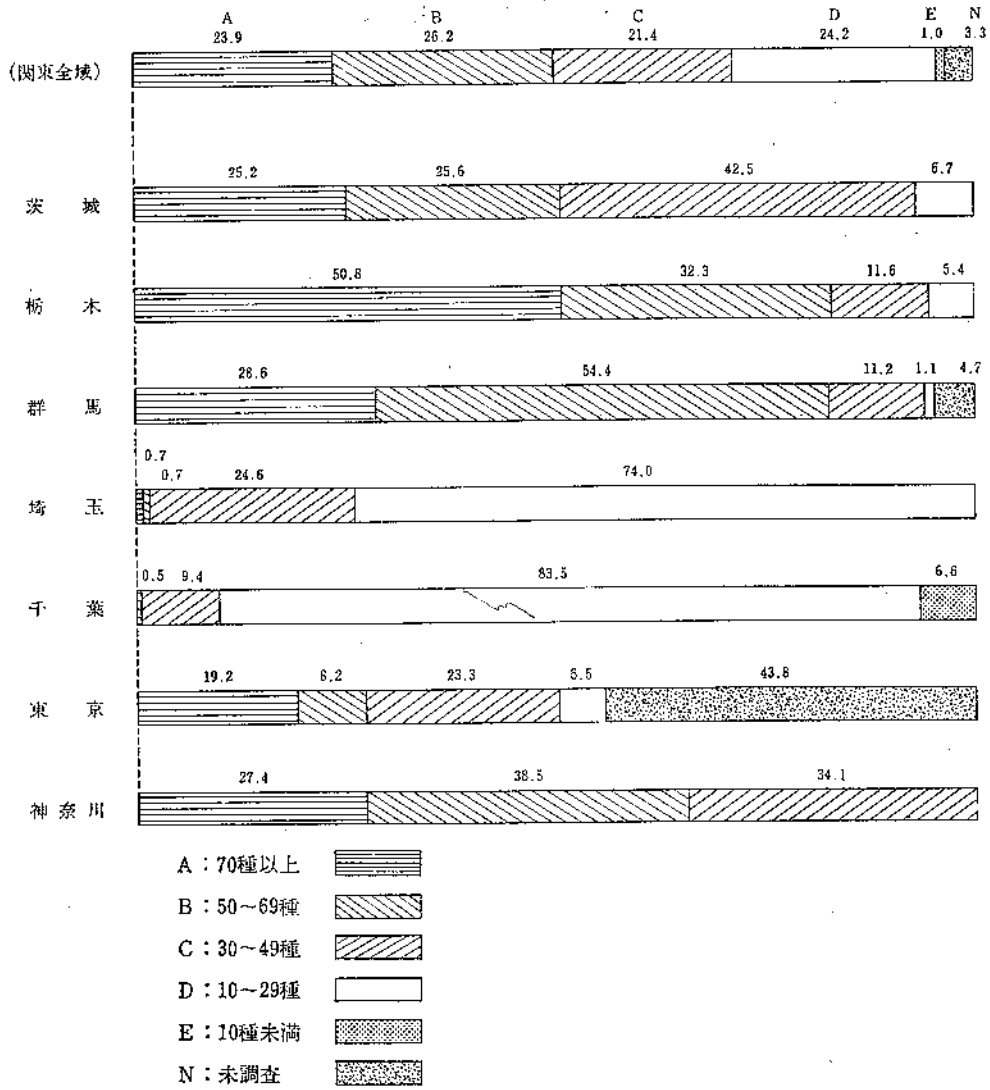 A B C D E N
23.9 26.2 21.4 24.2 1.0 3.3
(関東全域)
25.2 25.6 42.5 6.7
茨城
50.8 32.3 11.6 5.4
栃木
28.6 54.4 11.2 1.1 4.7
群馬
0.7
0.7 24.6 74.0
埼玉
0.5 9.4 83.5 6.6
千葉
19.2 8.2 23.3 5.5 43.8
東京
27.4 38.5 34.1
神奈川
A：70種以上
B：50～69種
C：30～49種
D：10～29種
E：10種未満
N：未調査